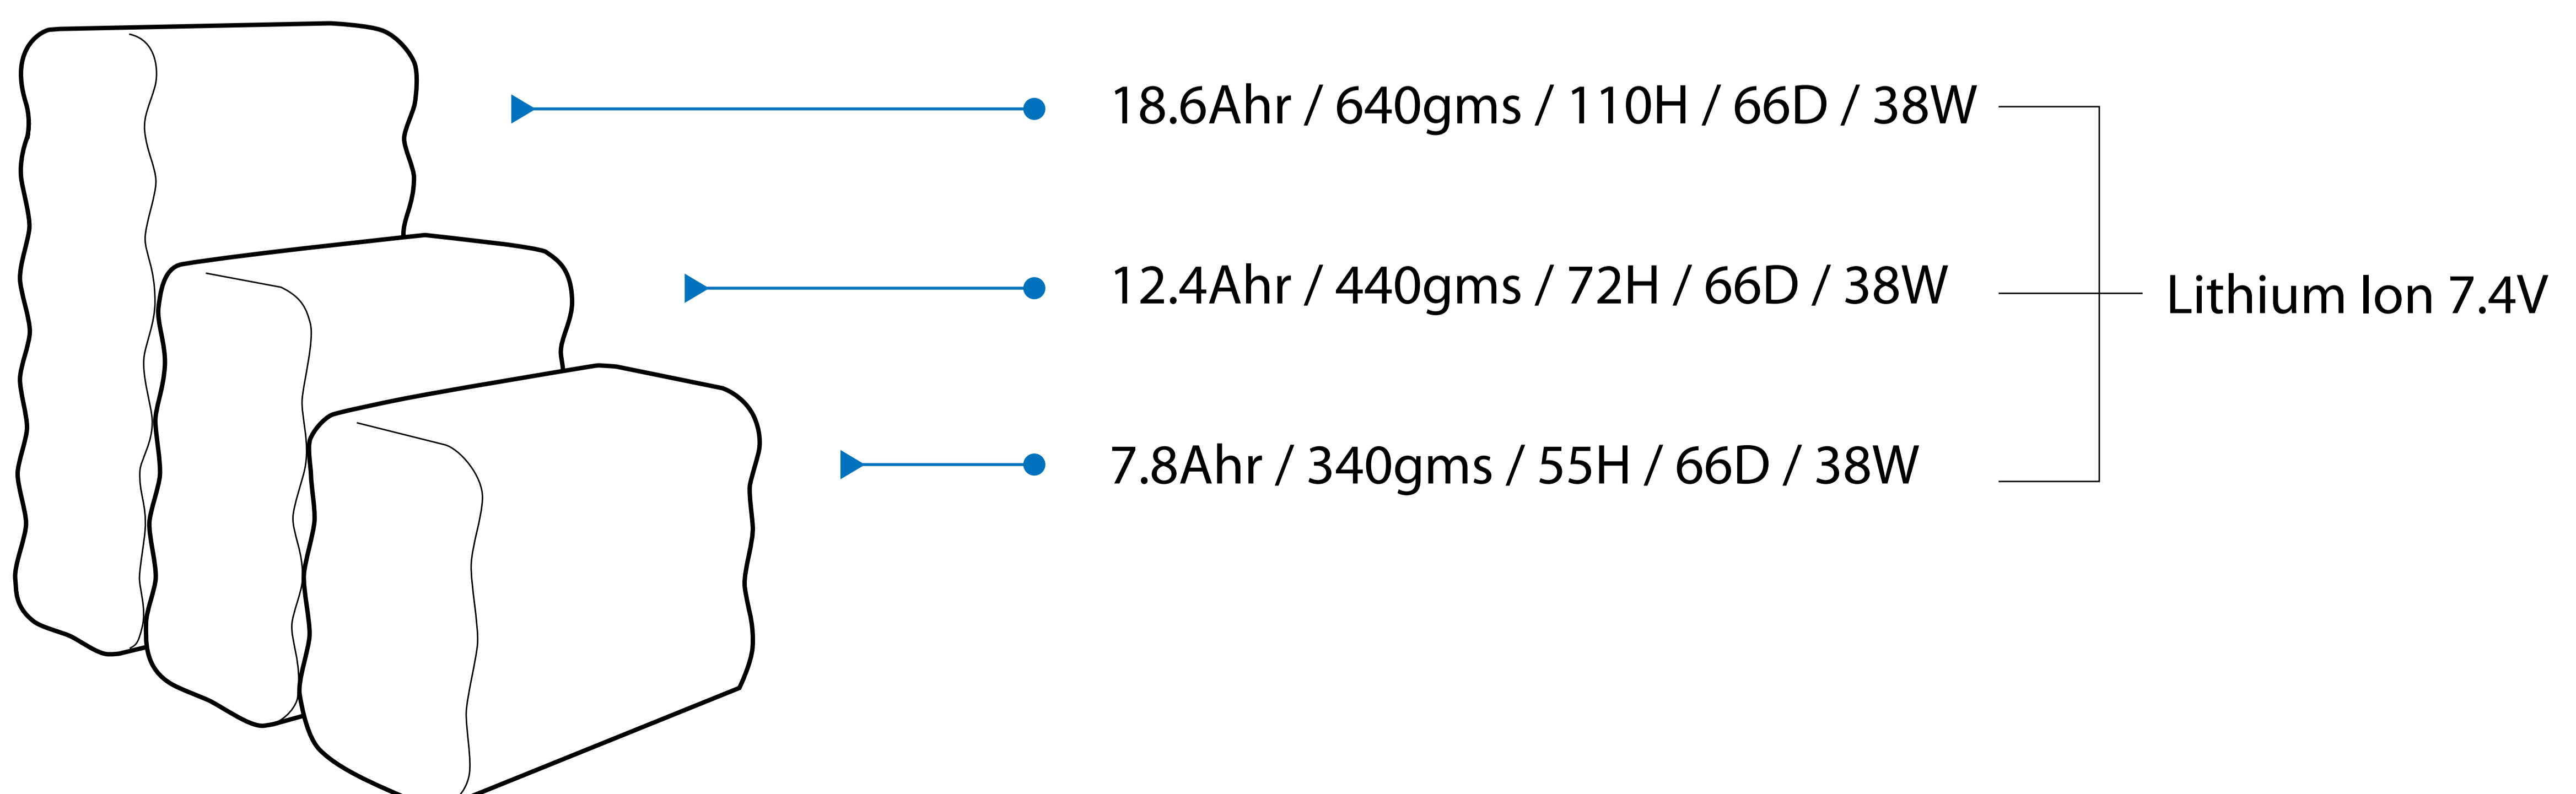 18.6Ahr / 640gms / 110H / 66D / 38W
12.4Ahr / 440gms / 72H / 66D / 38W
Lithium Ion 7.4V
7.8Ahr / 340gms / 55H / 66D / 38W